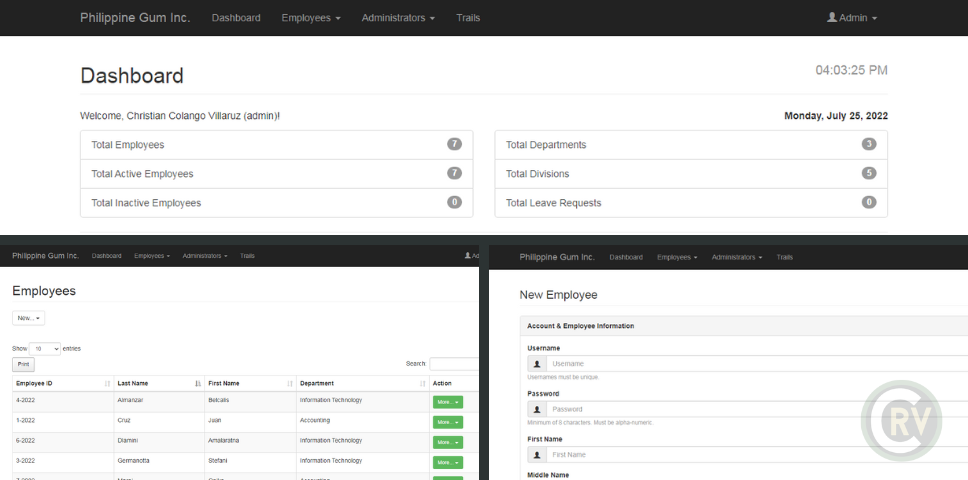 Philippine Gum Inc. Dashboard Employees Administrators Trails Admin
Dashboard 04:03:25 PM
Welcome, Christian Colango Villaruz (admin)! Monday, July 25, 2022
Total Employees 7 Total Departments 3
Total Active Employees 7 Total Divisions 5
Total Inactive Employees 0 Total Leave Requests 0
Philippine Gum Inc. Dashboard Employees Administrators Trails Ad
Employees
New...
Show 10 entries
Print Search:
Employee ID Last Name First Name Department Action
4-2022 Almanzar Belcalis Information Technology More...
1-2022 Cruz Juan Accounting More...
6-2022 Dlamini Amalaratna Information Technology More...
3-2022 Germanotta Stefani Information Technology More...
Philippine Gum Inc. Dashboard Employees Administrators Trails
New Employee
Account & Employee Information
Username
Username
Usernames must be unique.
Password
Password
Minimum of 8 characters. Must be alpha-numeric.
First Name
First Name
Middle Name
CRV